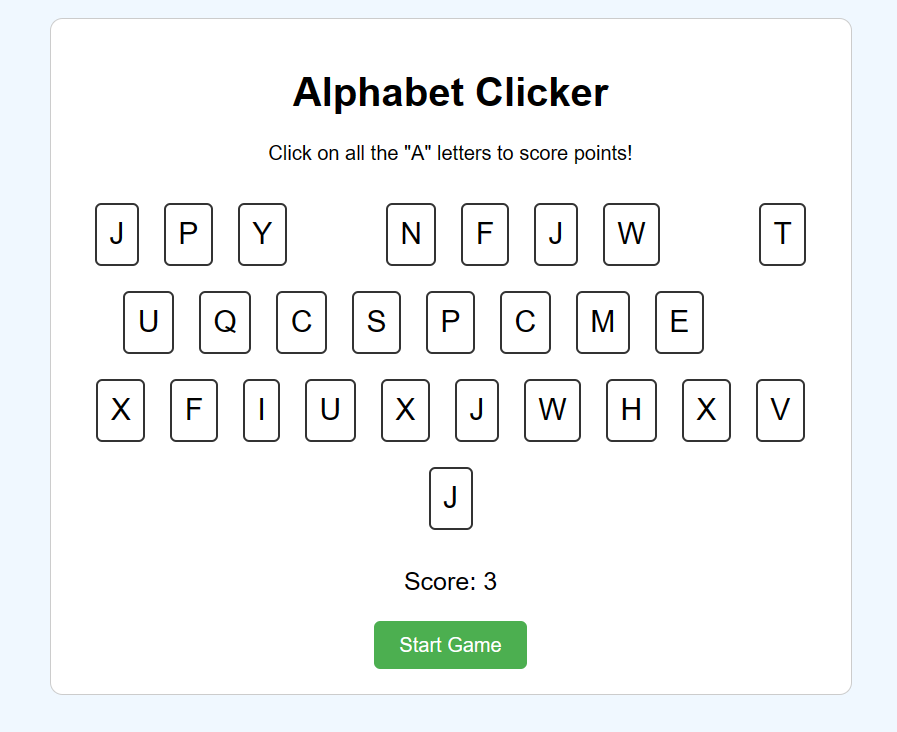 Alphabet Clicker
Click on all the "A" letters to score points!
J P Y N F J W T
U Q C S P C M E
X F I U X J W H X V
J
Score: 3
Start Game